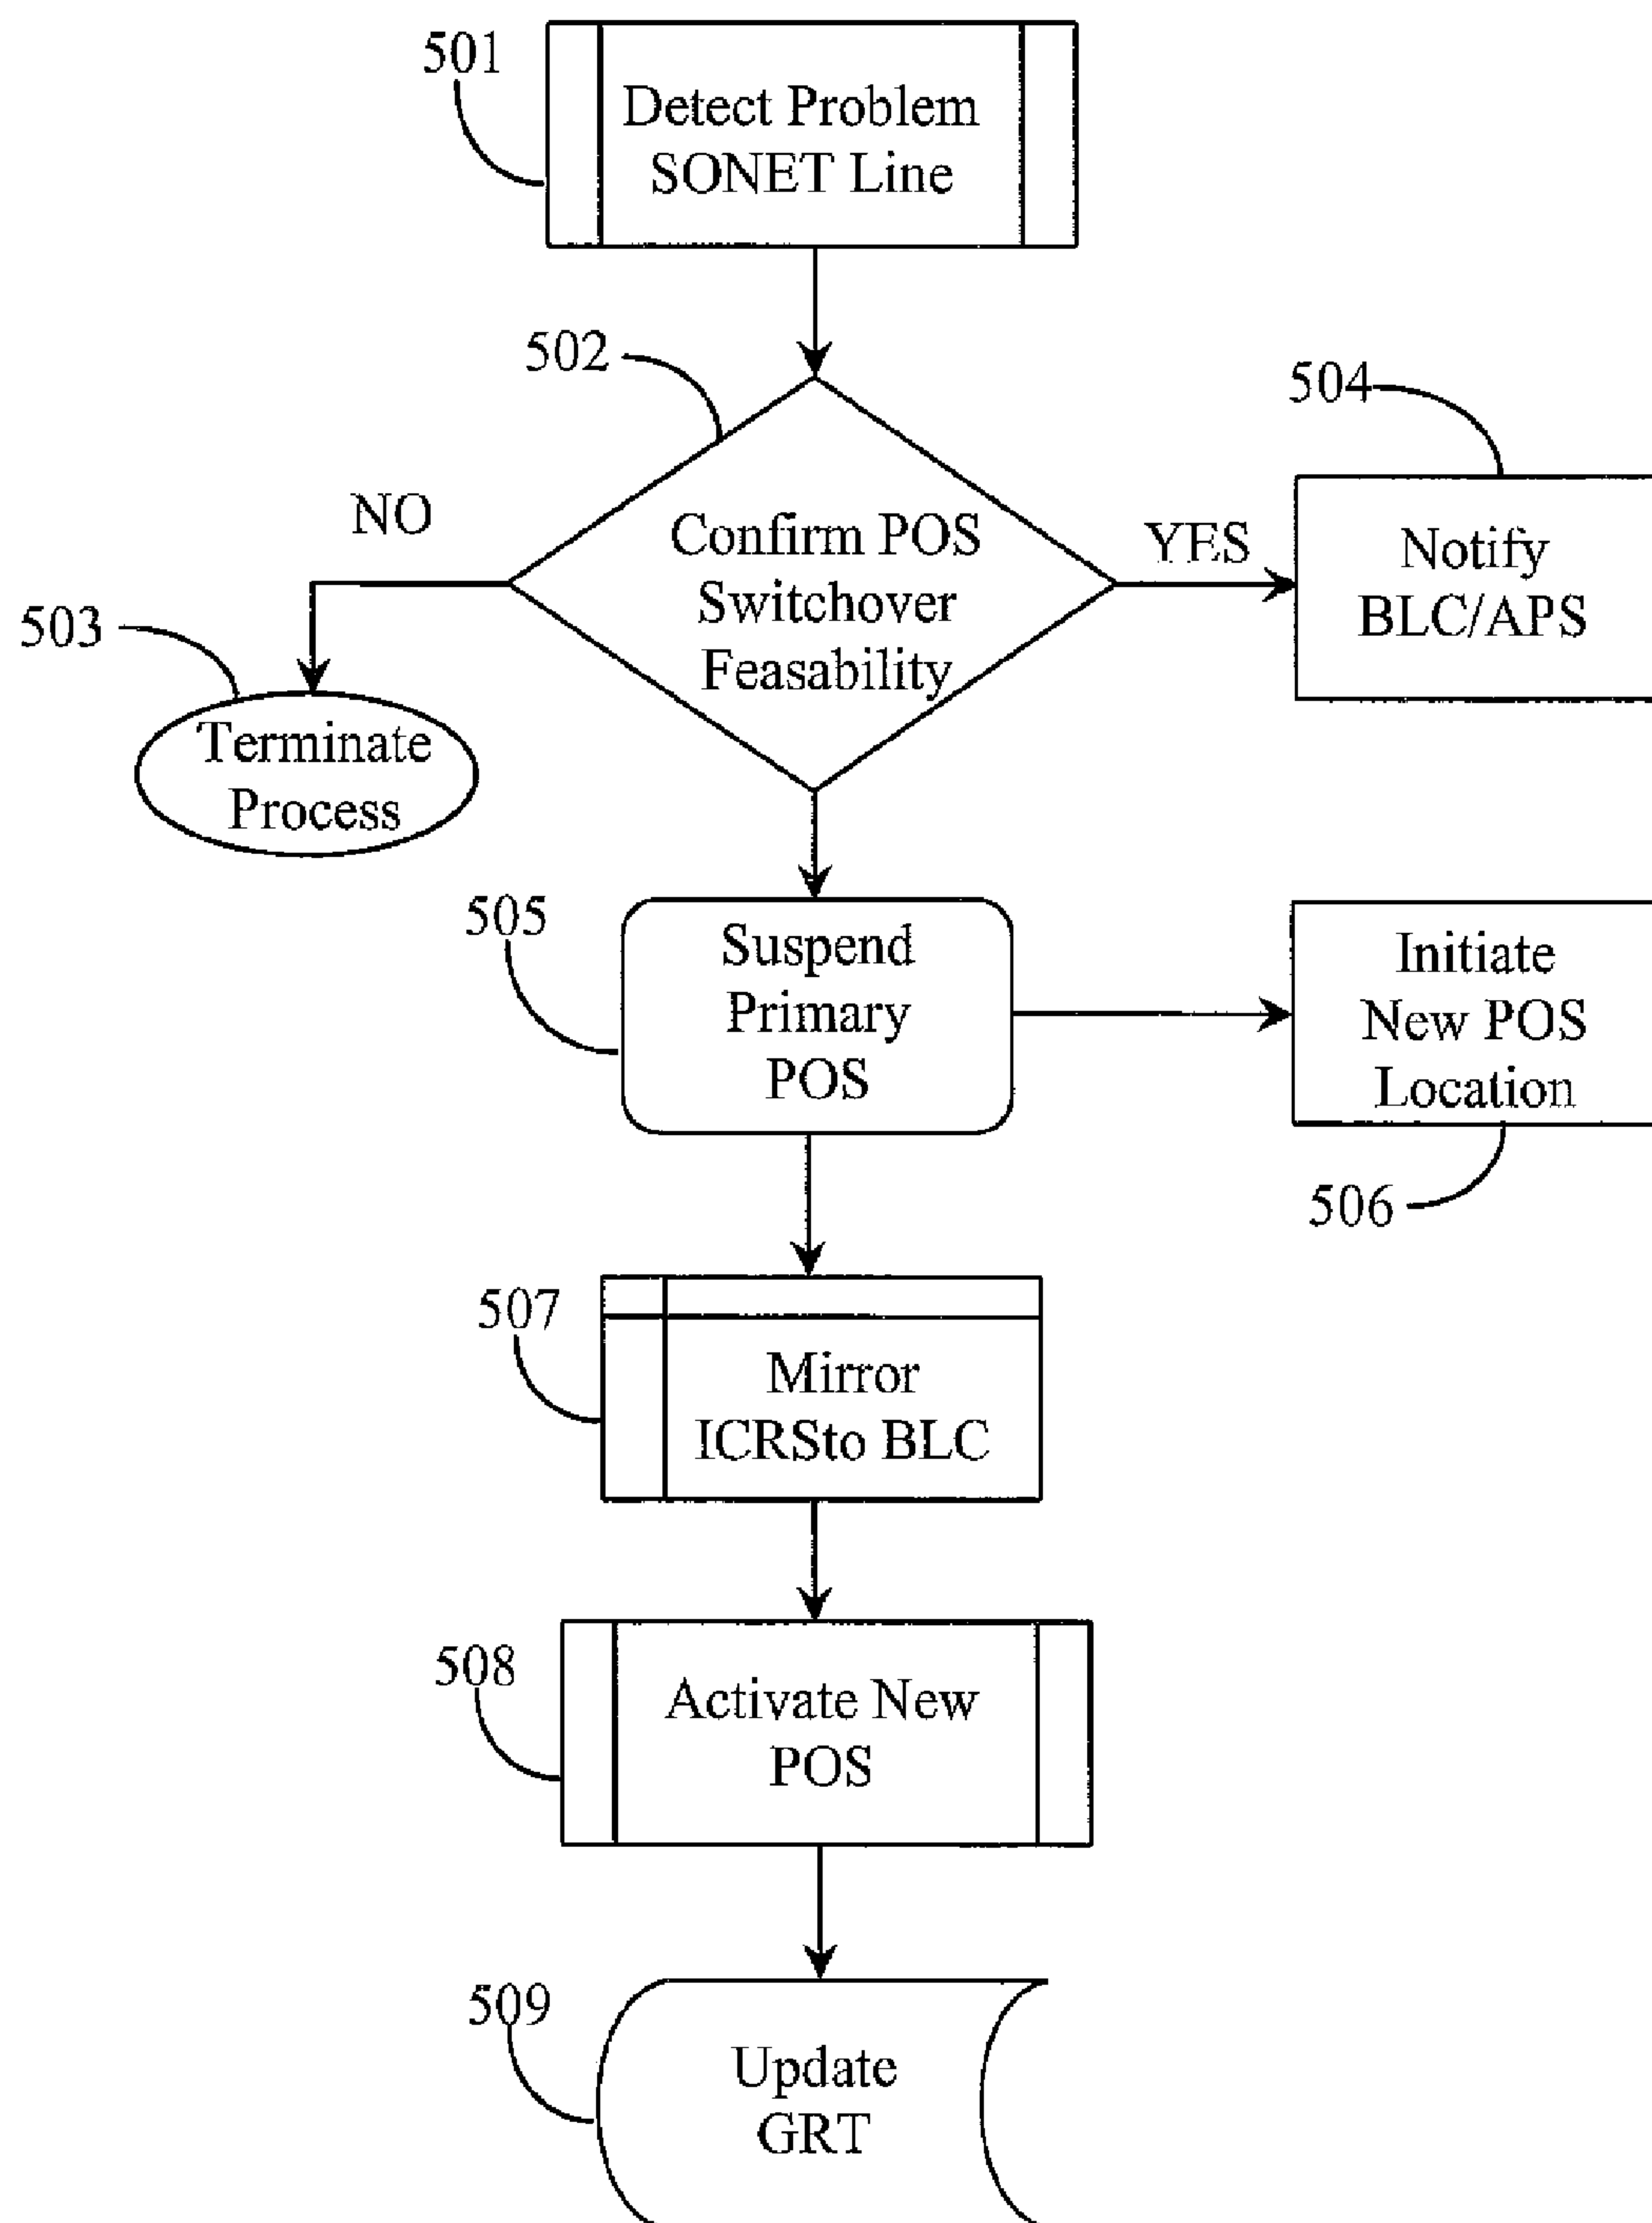 501
Detect Problem
SONET Line
502
504
NO
Confirm POS
Switchover
Feasability
YES
Notify
BLC/APS
503
Terminate
Process
505
Suspend
Primary
POS
Initiate
New POS
Location
506
507
Mirror
ICRSto BLC
508
Activate New
POS
509
Update
GRT